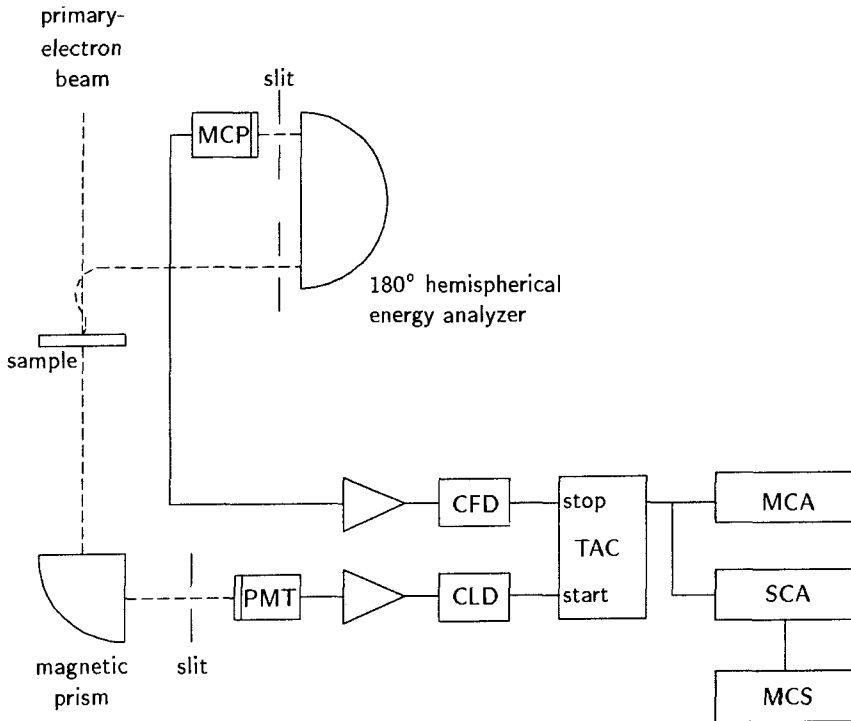 primary-
electron
beam
slit
MCP
180° hemispherical
energy analyzer
sample
CFD
stop
TAC
MCA
PMT
CLD
start
SCA
magnetic
prism
slit
MCS